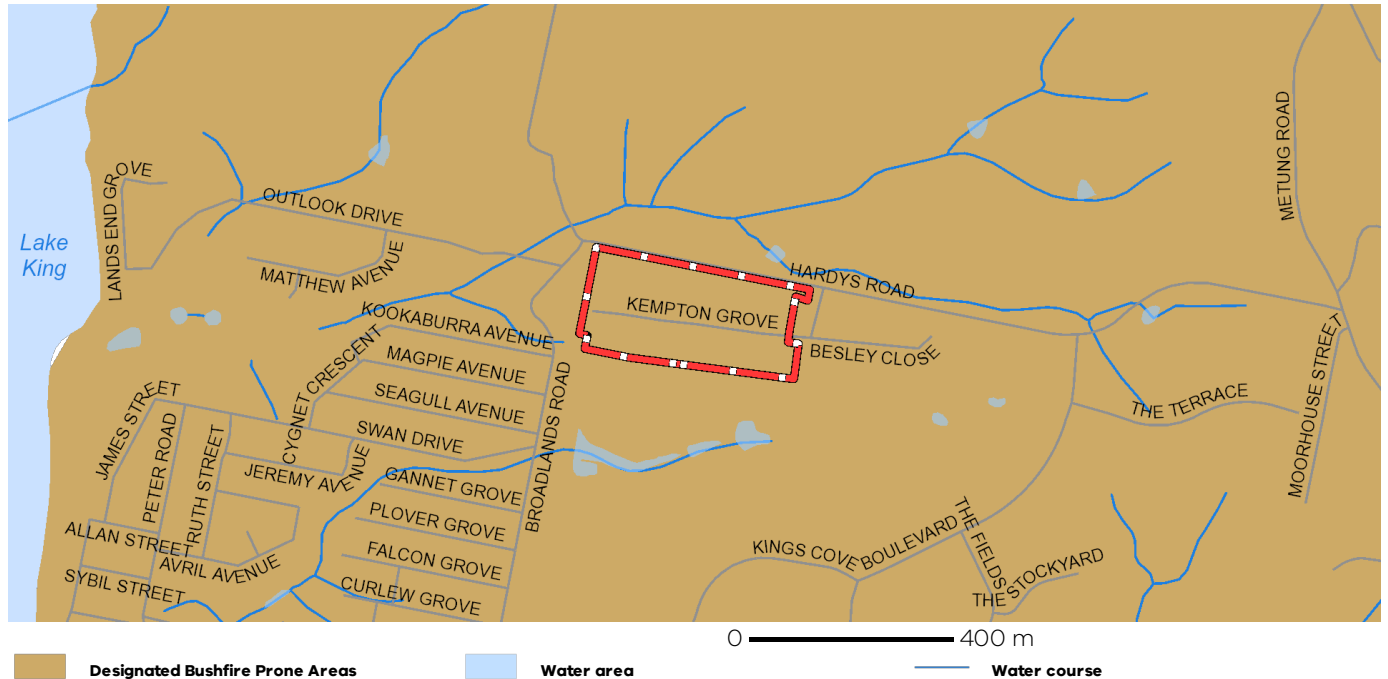 METUNG ROAD
LANDS END GROVE
OUTLOOK DRIVE
Lake
King
MATTHEW AVENUE
HARDYS ROAD
KEMPTON GROVE
KOOKABURRA AVENUE
BESLEY CLOSE
MAGPIE AVENUE
CYGNET CRESCENT
SEAGULL AVENUE
BROADLANDS ROAD
MOORHOUSE STREET
THE TERRACE
JAMES STREET
SWAN DRIVE
PETER ROAD
RUTH STREET
JEREMY AVENUE
GANNET GROVE
PLOVER GROVE
ALLAN STREET
AVRIL AVENUE
FALCON GROVE
KINGS COVE BOULEVARD
THE FIELDS
THE STOCKYARD
SYBIL STREET
CURLEW GROVE
0 400 m
Designated Bushfire Prone Areas Water area Water course